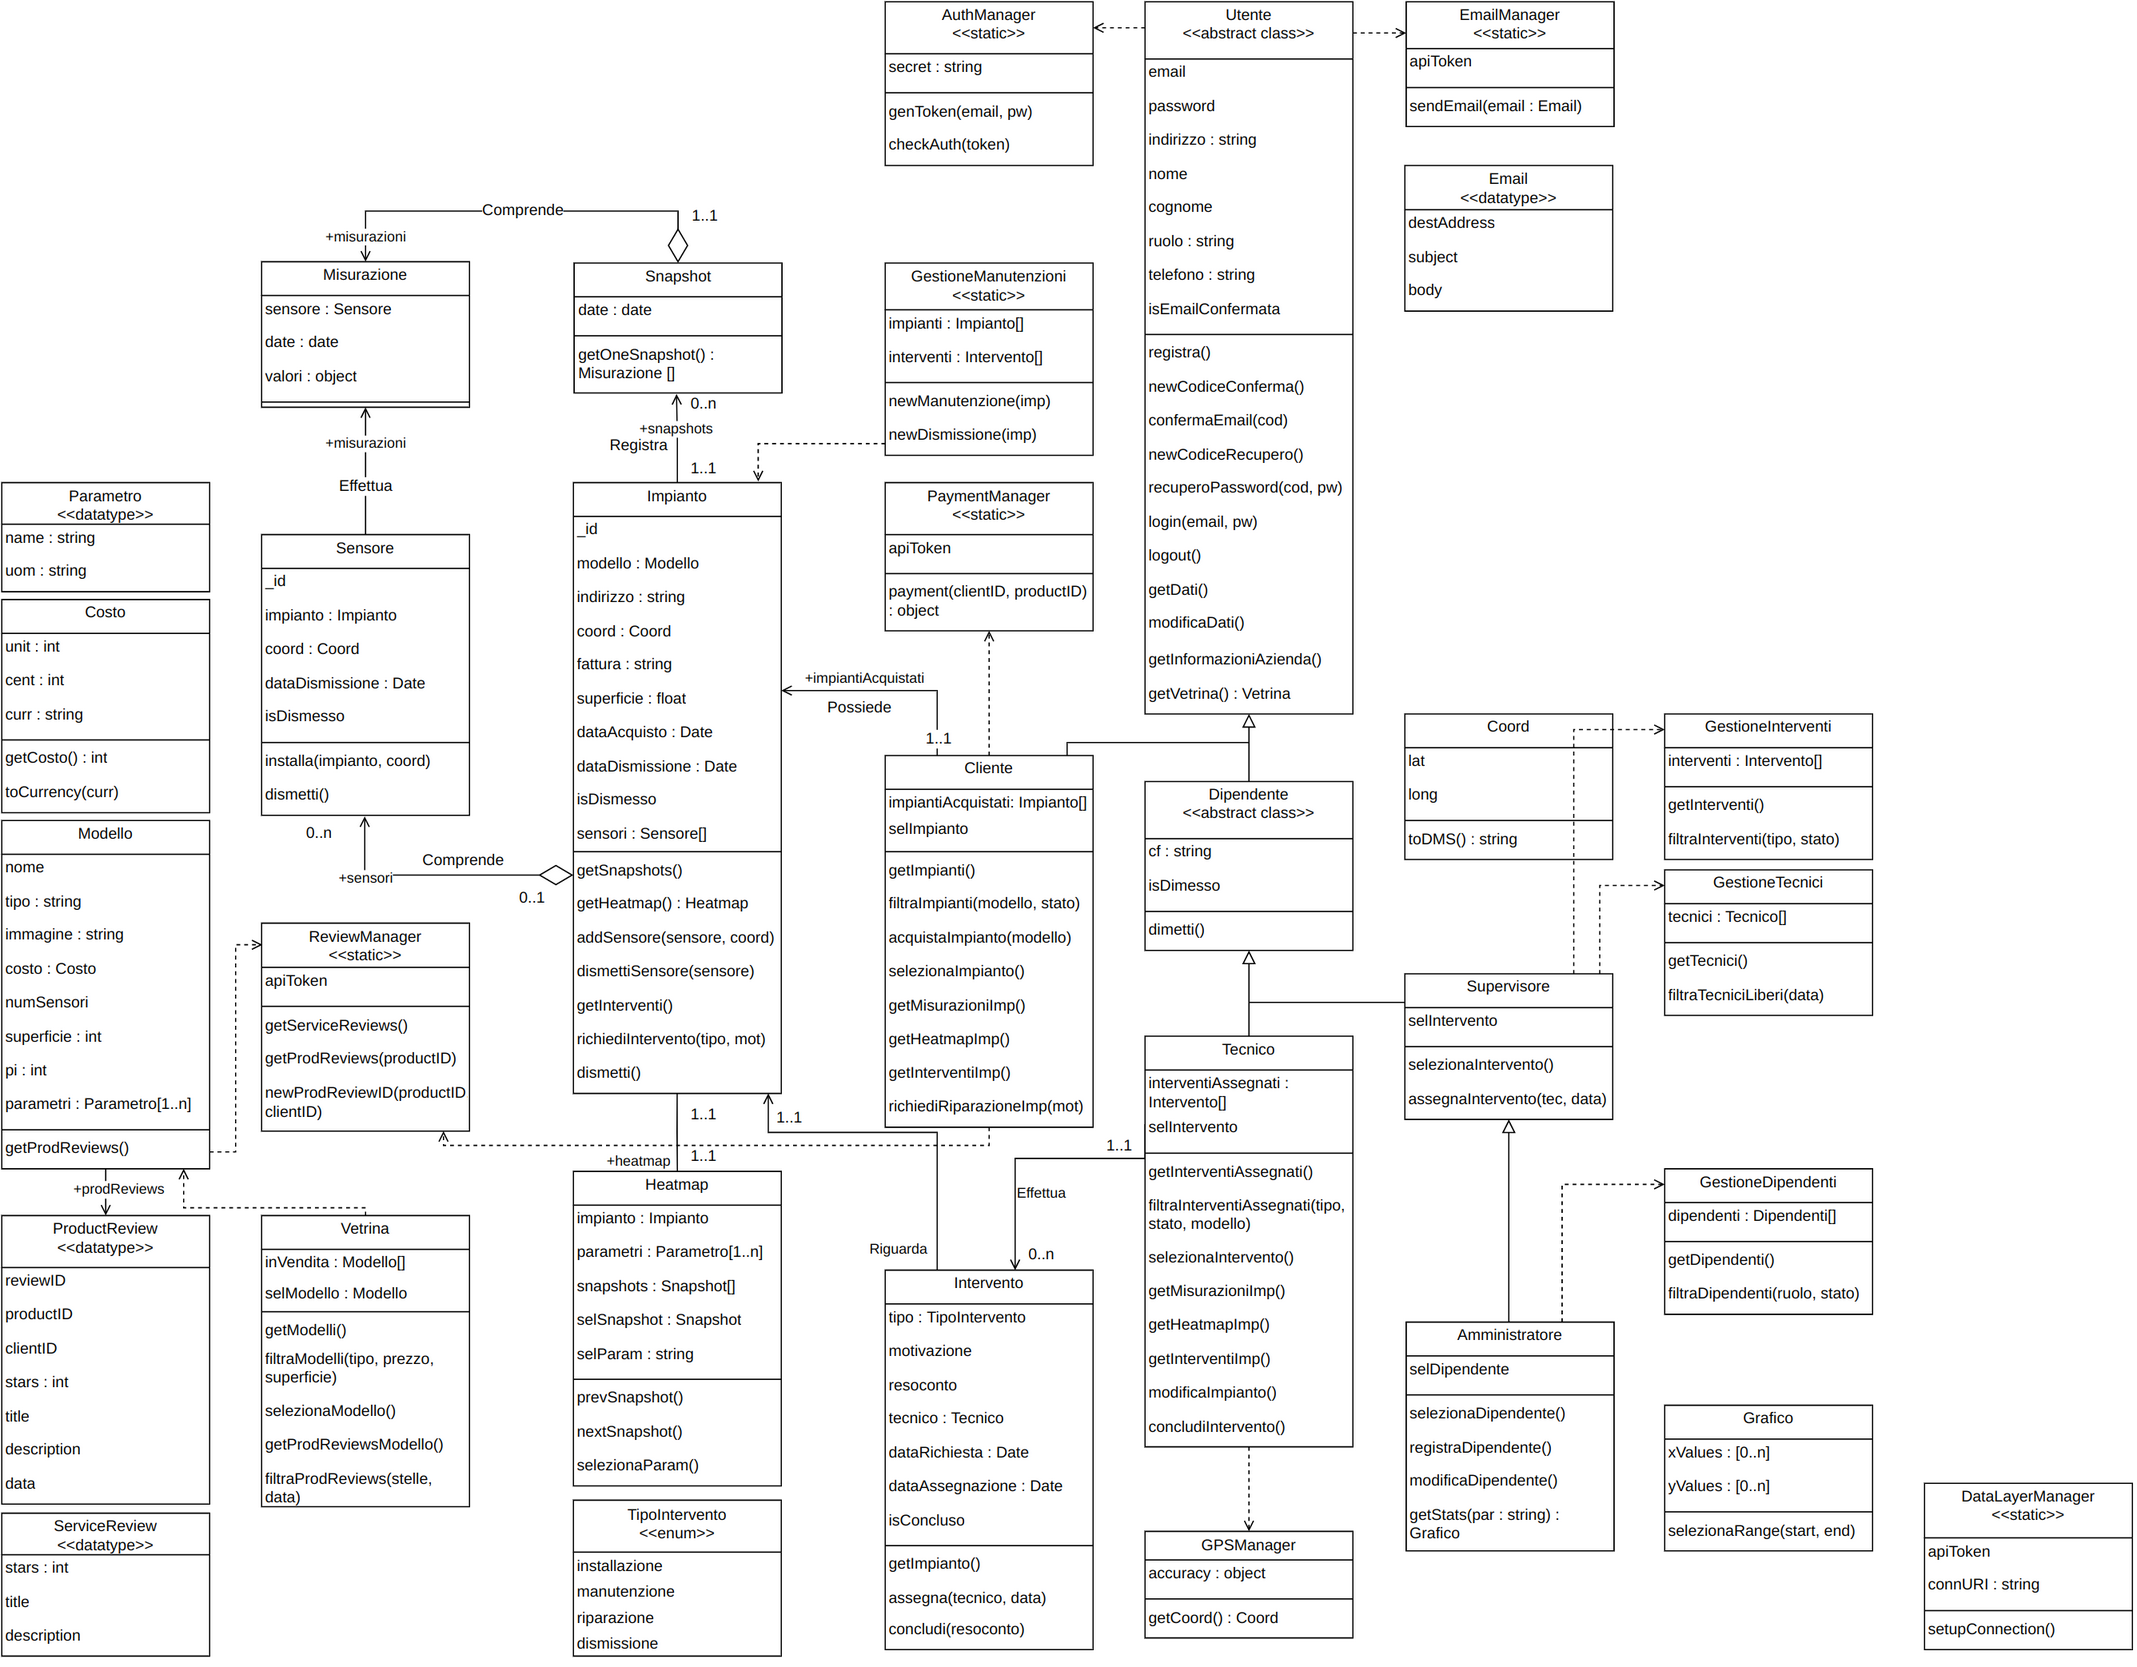 AuthManager
<<static>>
secret : string
genToken(email, pw)
checkAuth(token)
Utente
<<abstract class>>
email
password
indirizzo : string
nome
cognome
ruolo : string
telefono : string
isEmailConfermata
registra()
newCodiceConferma()
confermaEmail(cod)
newCodiceRecupero()
recuperoPassword(cod, pw)
login(email, pw)
logout()
getDati()
modificaDati()
getInformazioniAzienda()
getVetrina() : Vetrina
EmailManager
<<static>>
apiToken
sendEmail(email : Email)
Email
<<datatype>>
destAddress
subject
body
Comprende
1..1
+misurazioni
Misurazione
sensore : Sensore
date : date
valori : object
Snapshot
date : date
getOneSnapshot() :
Misurazione []
0..n
+snapshots
Registra
1..1
GestioneManutenzioni
<<static>>
impianti : Impianto[]
interventi : Intervento[]
newManutenzione(imp)
newDismissione(imp)
+misurazioni
Effettua
Parametro
<<datatype>>
name : string
uom : string
Costo
unit : int
cent : int
curr : string
getCosto() : int
toCurrency(curr)
Modello
nome
tipo : string
immagine : string
costo : Costo
numSensori
superficie : int
pi : int
parametri : Parametro[1..n]
getProdReviews()
+prodReviews
ProductReview
<<datatype>>
reviewID
productID
clientID
stars : int
title
description
data
ServiceReview
<<datatype>>
stars : int
title
description
Sensore
_id
impianto : Impianto
coord : Coord
dataDismissione : Date
isDismesso
installa(impianto, coord)
dismetti()
0..n
Comprende
+sensori
0..1
ReviewManager
<<static>>
apiToken
getServiceReviews()
getProdReviews(productID)
newProdReviewID(productID
clientID)
Vetrina
inVendita : Modello[]
selModello : Modello
getModelli()
filtraModelli(tipo, prezzo,
superficie)
selezionaModello()
getProdReviewsModello()
filtraProdReviews(stelle,
data)
Impianto
_id
modello : Modello
indirizzo : string
coord : Coord
fattura : string
superficie : float
dataAcquisto : Date
dataDismissione : Date
isDismesso
sensori : Sensore[]
getSnapshots()
getHeatmap() : Heatmap
addSensore(sensore, coord)
dismettiSensore(sensore)
getInterventi()
richiediIntervento(tipo, mot)
dismetti()
1..1
1..1
1..1
+heatmap
Heatmap
impianto : Impianto
parametri : Parametro[1..n]
snapshots : Snapshot[]
selSnapshot : Snapshot
selParam : string
prevSnapshot()
nextSnapshot()
selezionaParam()
TipoIntervento
<<enum>>
installazione
manutenzione
riparazione
dismissione
PaymentManager
<<static>>
apiToken
payment(clientID, productID)
: object
+impiantiAcquistati
Possiede
1..1
Cliente
impiantiAcquistati: Impianto[]
selImpianto
getImpianti()
filtraImpianti(modello, stato)
acquistaImpianto(modello)
selezionaImpianto()
getMisurazioniImp()
getHeatmapImp()
getInterventiImp()
richiediRiparazioneImp(mot)
1..1
Effettua
Riguarda
0..n
Intervento
tipo : TipoIntervento
motivazione
resoconto
tecnico : Tecnico
dataRichiesta : Date
dataAssegnazione : Date
isConcluso
getImpianto()
assegna(tecnico, data)
concludi(resoconto)
Dipendente
<<abstract class>>
cf : string
isDimesso
dimetti()
Tecnico
interventiAssegnati :
Intervento[]
selIntervento
getInterventiAssegnati()
filtraInterventiAssegnati(tipo,
stato, modello)
selezionaIntervento()
getMisurazioniImp()
getHeatmapImp()
getInterventiImp()
modificaImpianto()
concludiIntervento()
GPSManager
accuracy : object
getCoord() : Coord
Coord
lat
long
toDMS() : string
GestioneInterventi
interventi : Intervento[]
getInterventi()
filtraInterventi(tipo, stato)
GestioneTecnici
tecnici : Tecnico[]
getTecnici()
filtraTecniciLiberi(data)
Supervisore
selIntervento
selezionaIntervento()
assegnaIntervento(tec, data)
GestioneDipendenti
dipendenti : Dipendenti[]
getDipendenti()
filtraDipendenti(ruolo, stato)
Amministratore
selDipendente
selezionaDipendente()
registraDipendente()
modificaDipendente()
getStats(par : string) :
Grafico
Grafico
xValues : [0..n]
yValues : [0..n]
selezionaRange(start, end)
DataLayerManager
<<static>>
apiToken
connURI : string
setupConnection()